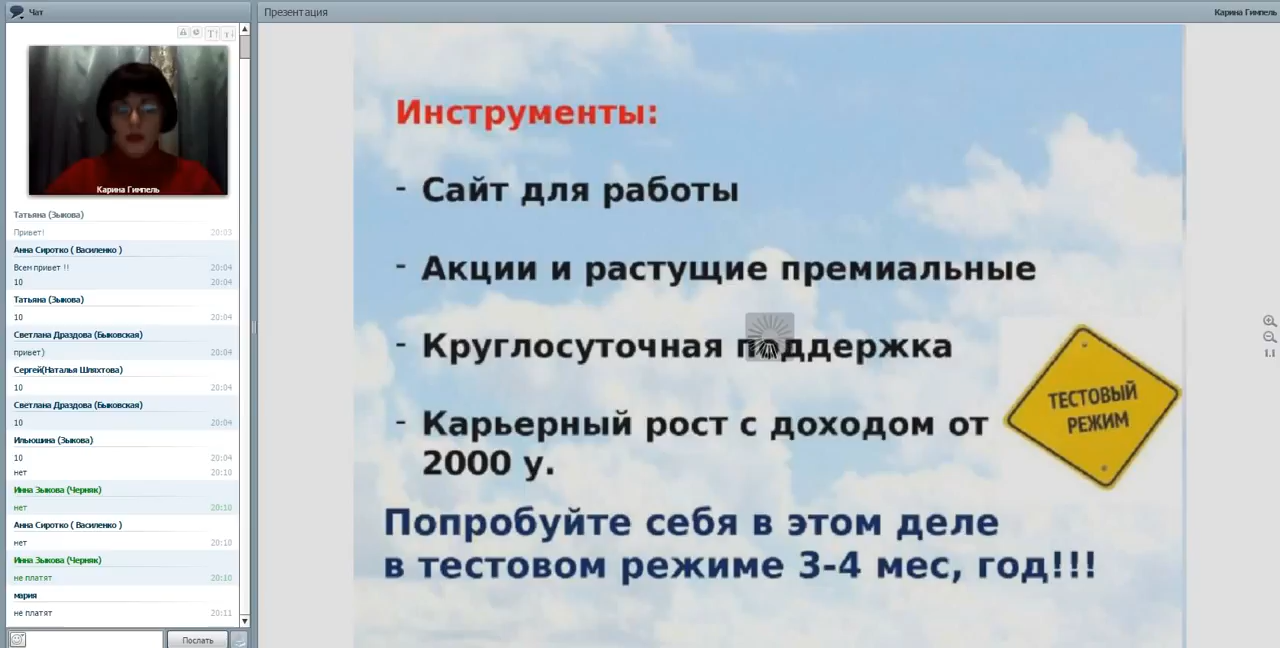 Чат
Карина Гимпель
Татьяна (Зыкова)
Привет!
20:03
Анна Сиротко ( Василенко )
Всем привет !!
20:04
10
20:04
Татьяна (Зыкова)
10
20:04
Светлана Драздова (Быковская)
привет)
20:04
Сергей(Наталья Шляхтова)
10
20:04
Светлана Драздова (Быковская)
10
20:04
Ильюшина (Зыкова)
10
20:04
нет
20:10
Инна Зыкова (Черняк)
нет
20:10
Анна Сиротко ( Василенко )
нет
20:10
Инна Зыкова (Черняк)
не платят
20:10
мария
не платят
20:11
Послать
Презентация
Карина Гимпель
Инструменты:
- Сайт для работы
- Акции и растущие премиальные
- Круглосуточная поддержка
- Карьерный рост с доходом от
2000 у.
ТЕСТОВЫЙ
РЕЖИМ
Попробуйте себя в этом деле
в тестовом режиме 3-4 мес, год!!!
1:1